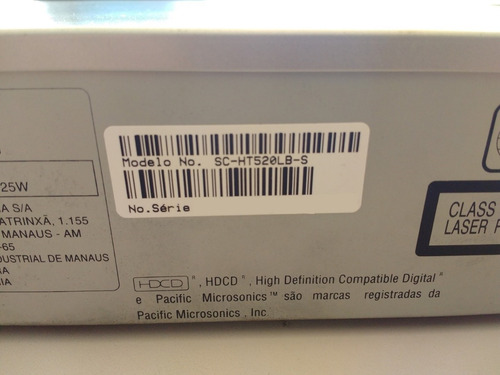 25W
A S/A
ATRINXÃ, 1.155
MANAUS - AM
-65
DUSTRIAL DE MANAUS
IA
Modelo No. SC-HT520LB-S
No.Série
CLASS
LASER
HDCD®, HDCD®, High Definition Compatible Digital®
e Pacific Microsonics™ são marcas registradas da
Pacific Microsonics, Inc